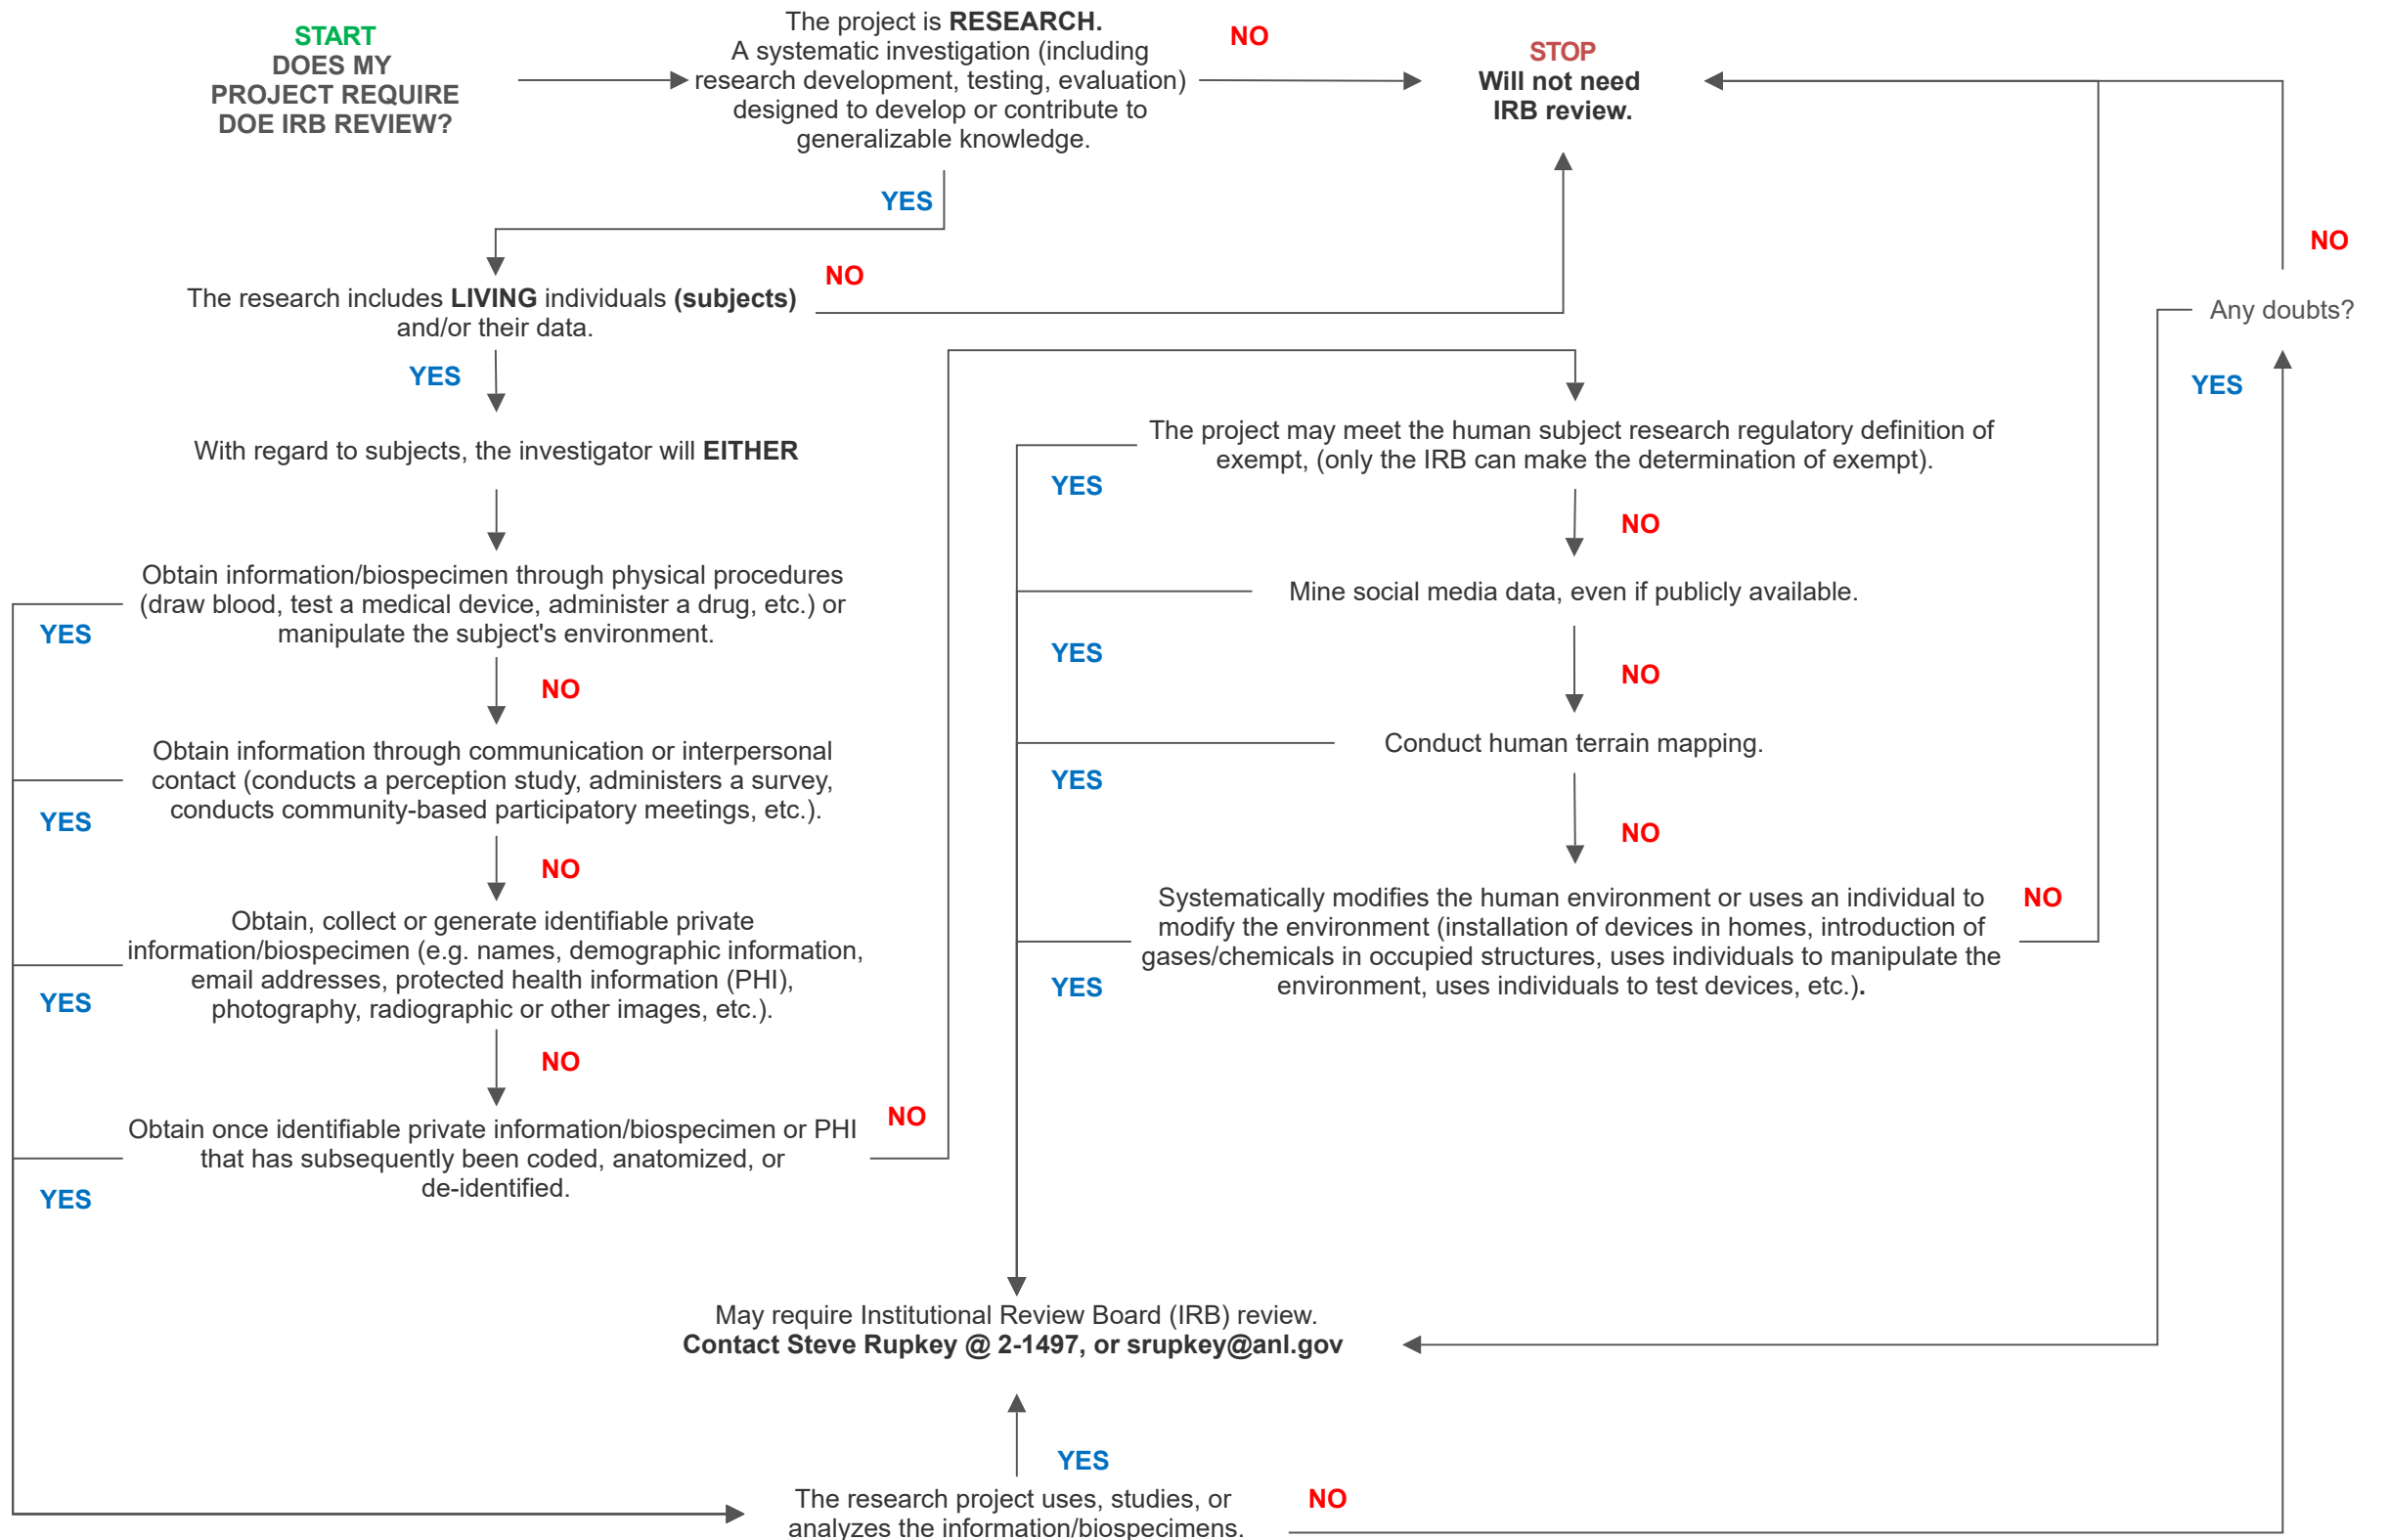 START
DOES MY
PROJECT REQUIRE
DOE IRB REVIEW?
The project is RESEARCH.
A systematic investigation (including
research development, testing, evaluation)
designed to develop or contribute to
generalizable knowledge.
NO
STOP
Will not need
IRB review.
YES
NO
The research includes LIVING individuals (subjects)
and/or their data.
NO
Any doubts?
YES
YES
With regard to subjects, the investigator will EITHER
Obtain information/biospecimen through physical procedures
(draw blood, test a medical device, administer a drug, etc.) or
manipulate the subject's environment.
YES
NO
Obtain information through communication or interpersonal
contact (conducts a perception study, administers a survey,
conducts community-based participatory meetings, etc.).
YES
NO
Obtain, collect or generate identifiable private
information/biospecimen (e.g. names, demographic information,
email addresses, protected health information (PHI),
photography, radiographic or other images, etc.).
YES
NO
Obtain once identifiable private information/biospecimen or PHI
that has subsequently been coded, anatomized, or
de-identified.
YES
NO
The project may meet the human subject research regulatory definition of
exempt, (only the IRB can make the determination of exempt).
YES
NO
Mine social media data, even if publicly available.
YES
NO
Conduct human terrain mapping.
YES
NO
Systematically modifies the human environment or uses an individual to
modify the environment (installation of devices in homes, introduction of
gases/chemicals in occupied structures, uses individuals to manipulate the
environment, uses individuals to test devices, etc.).
NO
YES
May require Institutional Review Board (IRB) review.
Contact Steve Rupkey @ 2-1497, or srupkey@anl.gov
YES
The research project uses, studies, or
analyzes the information/biospecimens.
NO